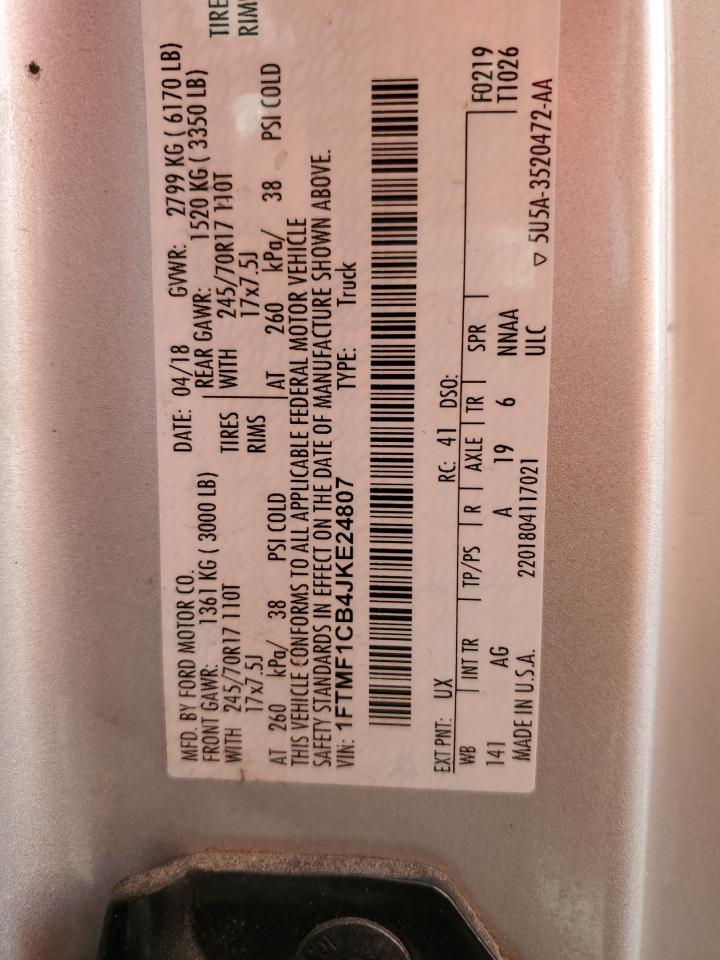 MFD. BY FORD MOTOR CO. DATE: 04/18 GVWR: 2799 KG ( 6170 LB)
FRONT GAWR: 1361 KG ( 3000 LB) REAR GAWR: 1520 KG ( 3350 LB)
WITH 245/70R17 110T TIRES WITH 245/70R17 110T TIRE
17x7.5J RIMS 17x7.5J RIM
AT 260 kPa/ 38 PSI COLD AT 260 kPa/ 38 PSI COLD
THIS VEHICLE CONFORMS TO ALL APPLICABLE FEDERAL MOTOR VEHICLE
SAFETY STANDARDS IN EFFECT ON THE DATE OF MANUFACTURE SHOWN ABOVE.
VIN: 1FTMF1CB4JKE24807 TYPE: Truck
EXT PNT: UX RC: 41 DSO:
WB INT TR TP/PS R AXLE TR SPR F0219
141 AG A 19 6 NNAA T1026
MADE IN U.S.A. 2201804117021 ULC
▽ 5U5A-3520472-AA